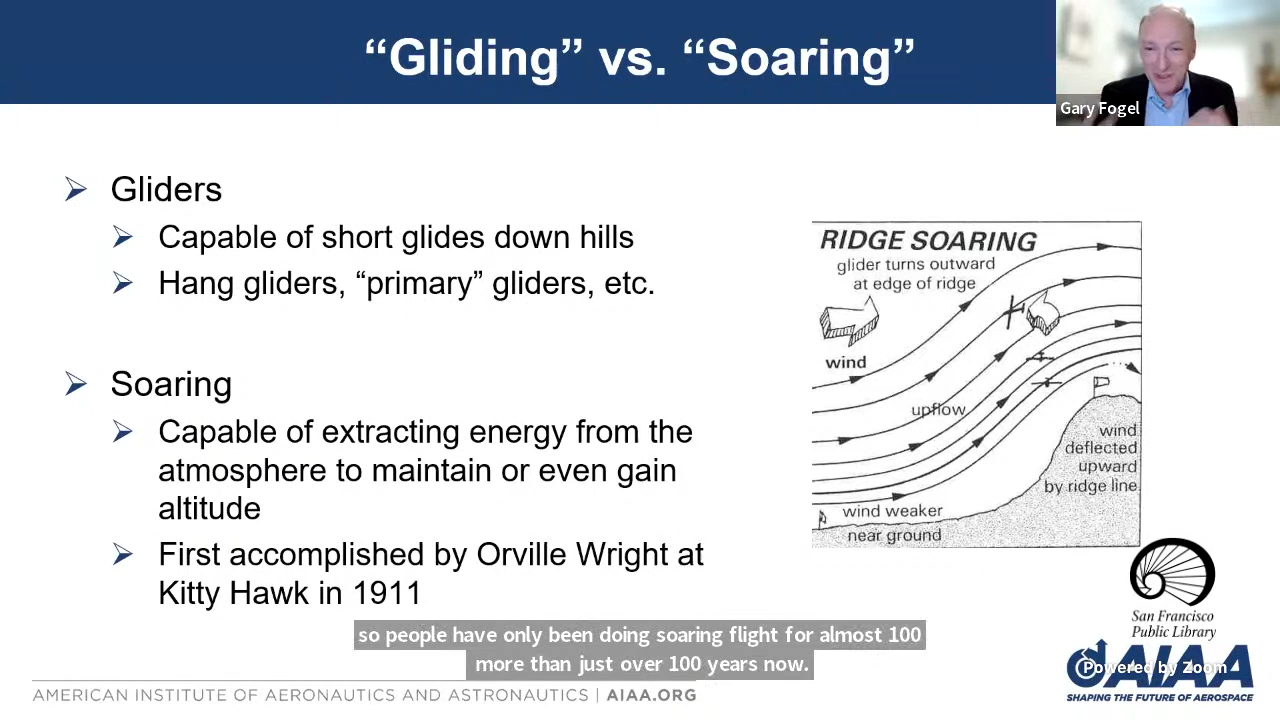 “Gliding” vs. “Soaring”
Gary Fogel
Gliders
Capable of short glides down hills
Hang gliders, “primary” gliders, etc.
Soaring
Capable of extracting energy from the
atmosphere to maintain or even gain
altitude
First accomplished by Orville Wright at
Kitty Hawk in 1911
RIDGE SOARING
glider turns outward
at edge of ridge
wind
upflow
wind
deflected
upward
by ridge line
wind weaker
near ground
San Francisco
Public Library
so people have only been doing soaring flight for almost 100
more than just over 100 years now.
AIAA
Powered by Zoom
SHAPING THE FUTURE OF AEROSPACE
AMERICAN INSTITUTE OF AERONAUTICS AND ASTRONAUTICS | AIAA.ORG